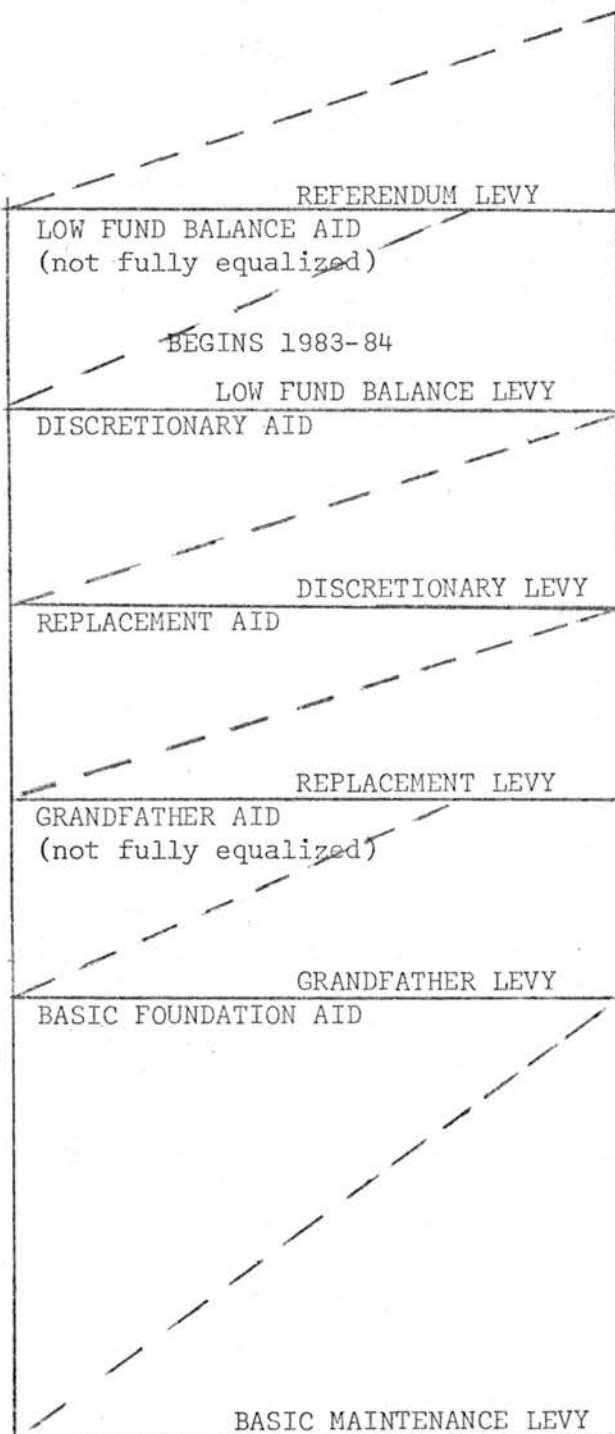 REFERENDUM LEVY
LOW FUND BALANCE AID
(not fully equalized)
BEGINS 1983-84
LOW FUND BALANCE LEVY
DISCRETIONARY AID
DISCRETIONARY LEVY
REPLACEMENT AID
REPLACEMENT LEVY
GRANDFATHER AID
(not fully equalized)
GRANDFATHER LEVY
BASIC FOUNDATION AID
BASIC MAINTENANCE LEVY